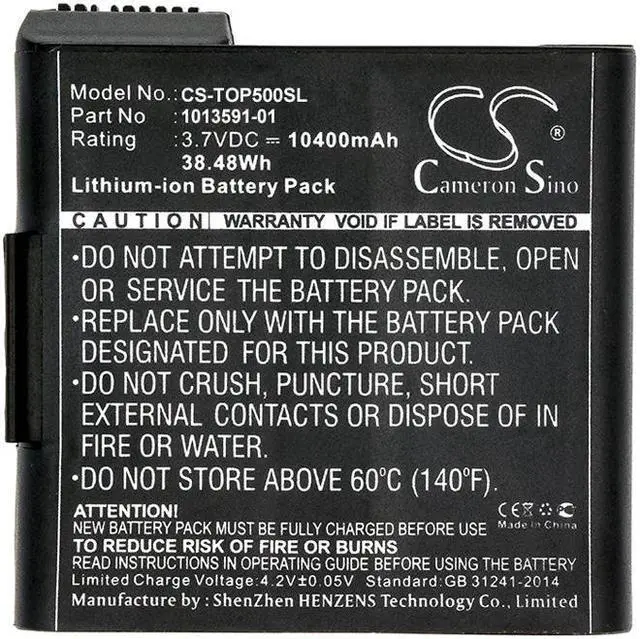 Model No.: CS-TOP500SL
Part No : 1013591-01
Rating : 3.7VDC ⎓ 10400mAh
38.48Wh
Lithium-ion Battery Pack
CS ®
Cameron Sino
CAUTION WARRANTY VOID IF LABEL IS REMOVED
•DO NOT ATTEMPT TO DISASSEMBLE, OPEN
OR SERVICE THE BATTERY PACK.
•REPLACE ONLY WITH THE BATTERY PACK
DESIGNATED FOR THIS PRODUCT.
•DO NOT CRUSH, PUNCTURE, SHORT
EXTERNAL CONTACTS OR DISPOSE OF IN
FIRE OR WATER.
•DO NOT STORE ABOVE 60°C (140°F).
ATTENTION!
NEW BATTERY PACK MUST BE FULLY CHARGED BEFORE USE
TO REDUCE RISK OF FIRE OR BURNS
READ INSTRUCTIONS IN DEVICE MANUAL BEFORE USING THE BATTERY
CE
Made in China
Limited Charge Voltage:4.2V±0.05V Standard:GB 31241-2014
Manufacture by : ShenZhen HENZENS Technology Co., Limited